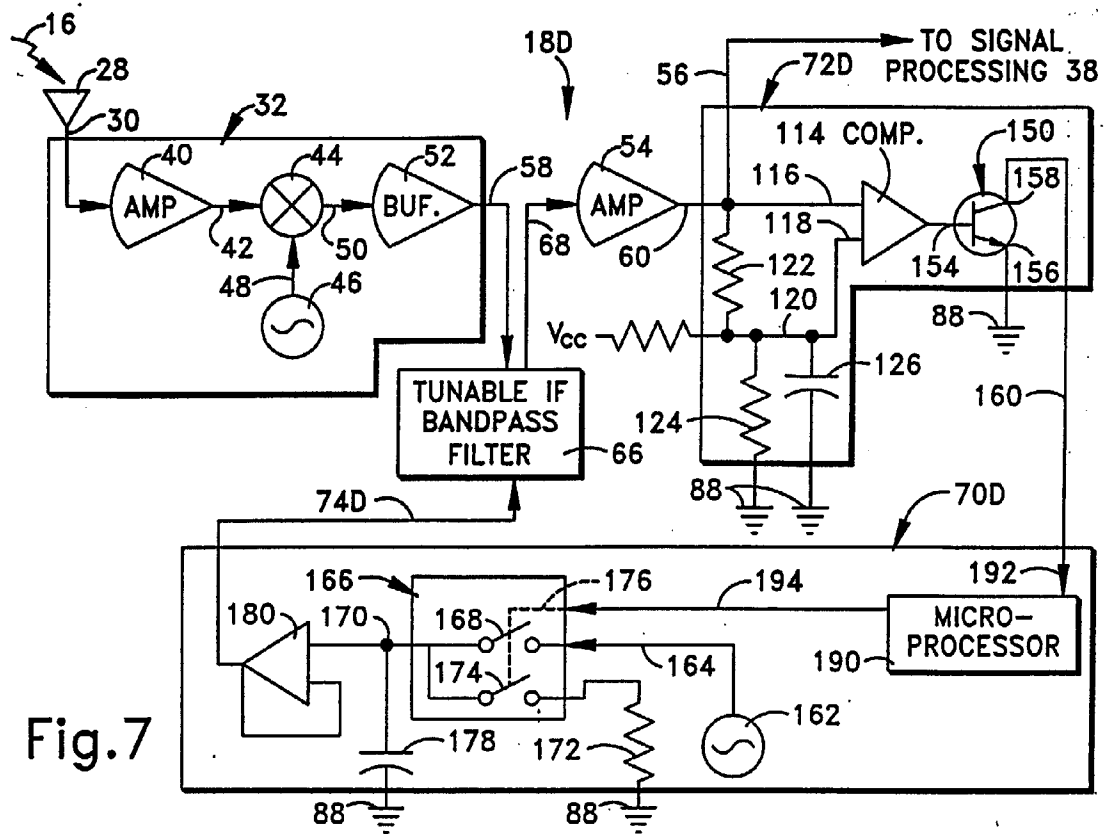 16
28
30
32
40
AMP
42
44
48
46
50
52
BUF.
58
18D
54
AMP
68
60
56
TO SIGNAL
PROCESSING 38
72D
114 COMP.
116
118
150
158
154
156
122
120
VCC
88
126
124
160
TUNABLE IF
BANDPASS
FILTER
66
74D
88
70D
166
176
194
192
MICRO-
PROCESSOR
190
180
170
168
164
174
162
178
172
88
88
Fig.7